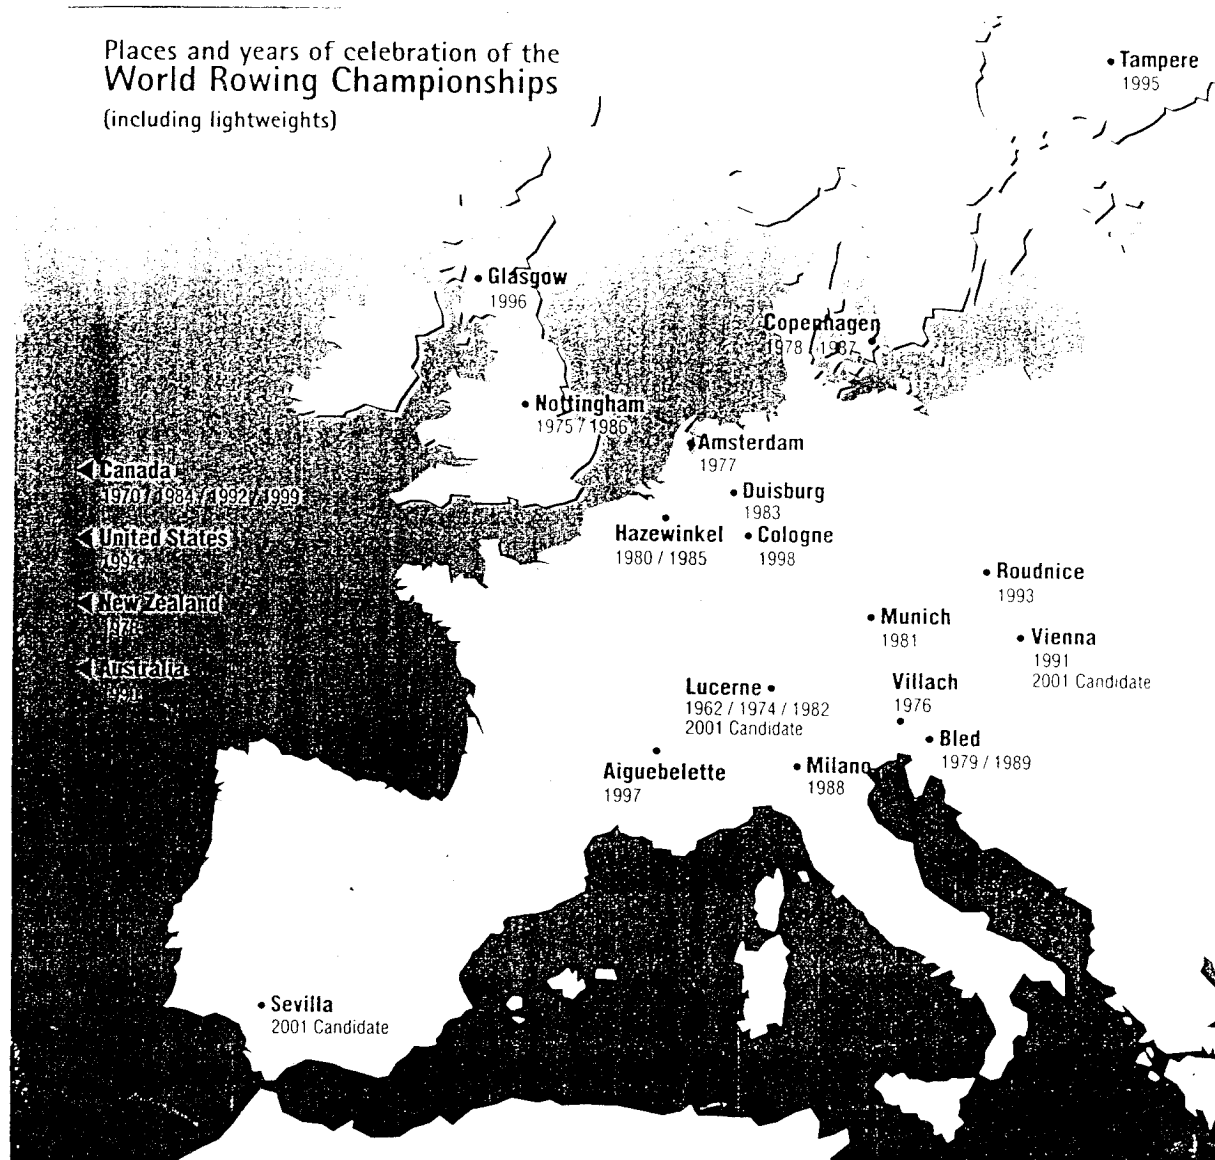 Places and years of celebration of the
World Rowing Championships
(including lightweights)
Tampere
1995
Glasgow
1996
Copenhagen
1978 / 1987
Nottingham
1975 / 1986
Amsterdam
1977
Canada
1970 / 1984 / 1992 / 1999
Duisburg
1983
Hazewinkel
1980 / 1985
Cologne
1998
United States
1994
Roudnice
1993
New Zealand
1978
Munich
1981
Vienna
1991
2001 Candidate
Australia
1990
Lucerne
1962 / 1974 / 1982
2001 Candidate
Villach
1976
Bled
1979 / 1989
Aiguebelette
1997
Milano
1988
Sevilla
2001 Candidate